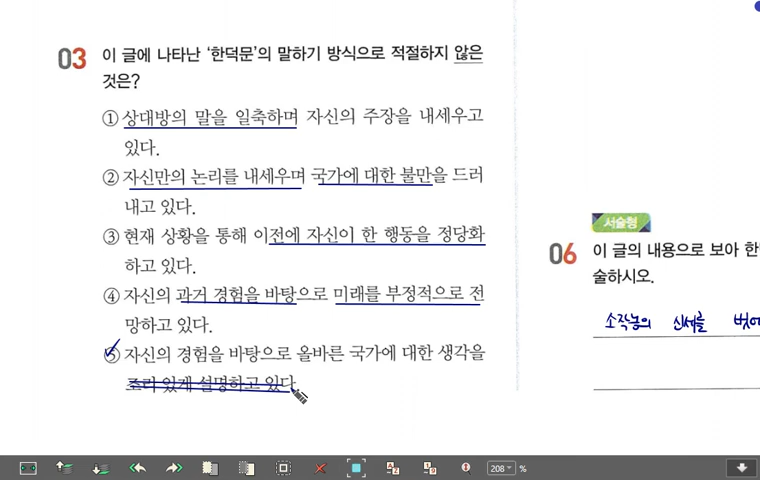 03 이 글에 나타난 ‘한덕문’의 말하기 방식으로 적절하지 않은
것은?
① 상대방의 말을 일축하며 자신의 주장을 내세우고
있다.
② 자신만의 논리를 내세우며 국가에 대한 불만을 드러
내고 있다.
③ 현재 상황을 통해 이전에 자신이 한 행동을 정당화
하고 있다.
④ 자신의 과거 경험을 바탕으로 미래를 부정적으로 전
망하고 있다.
⑤ 자신의 경험을 바탕으로 올바른 국가에 대한 생각을
조리 있게 설명하고 있다.
서술형
06 이 글의 내용으로 보아 한
술하시오.
소작농의 신세를 벗어
208 %